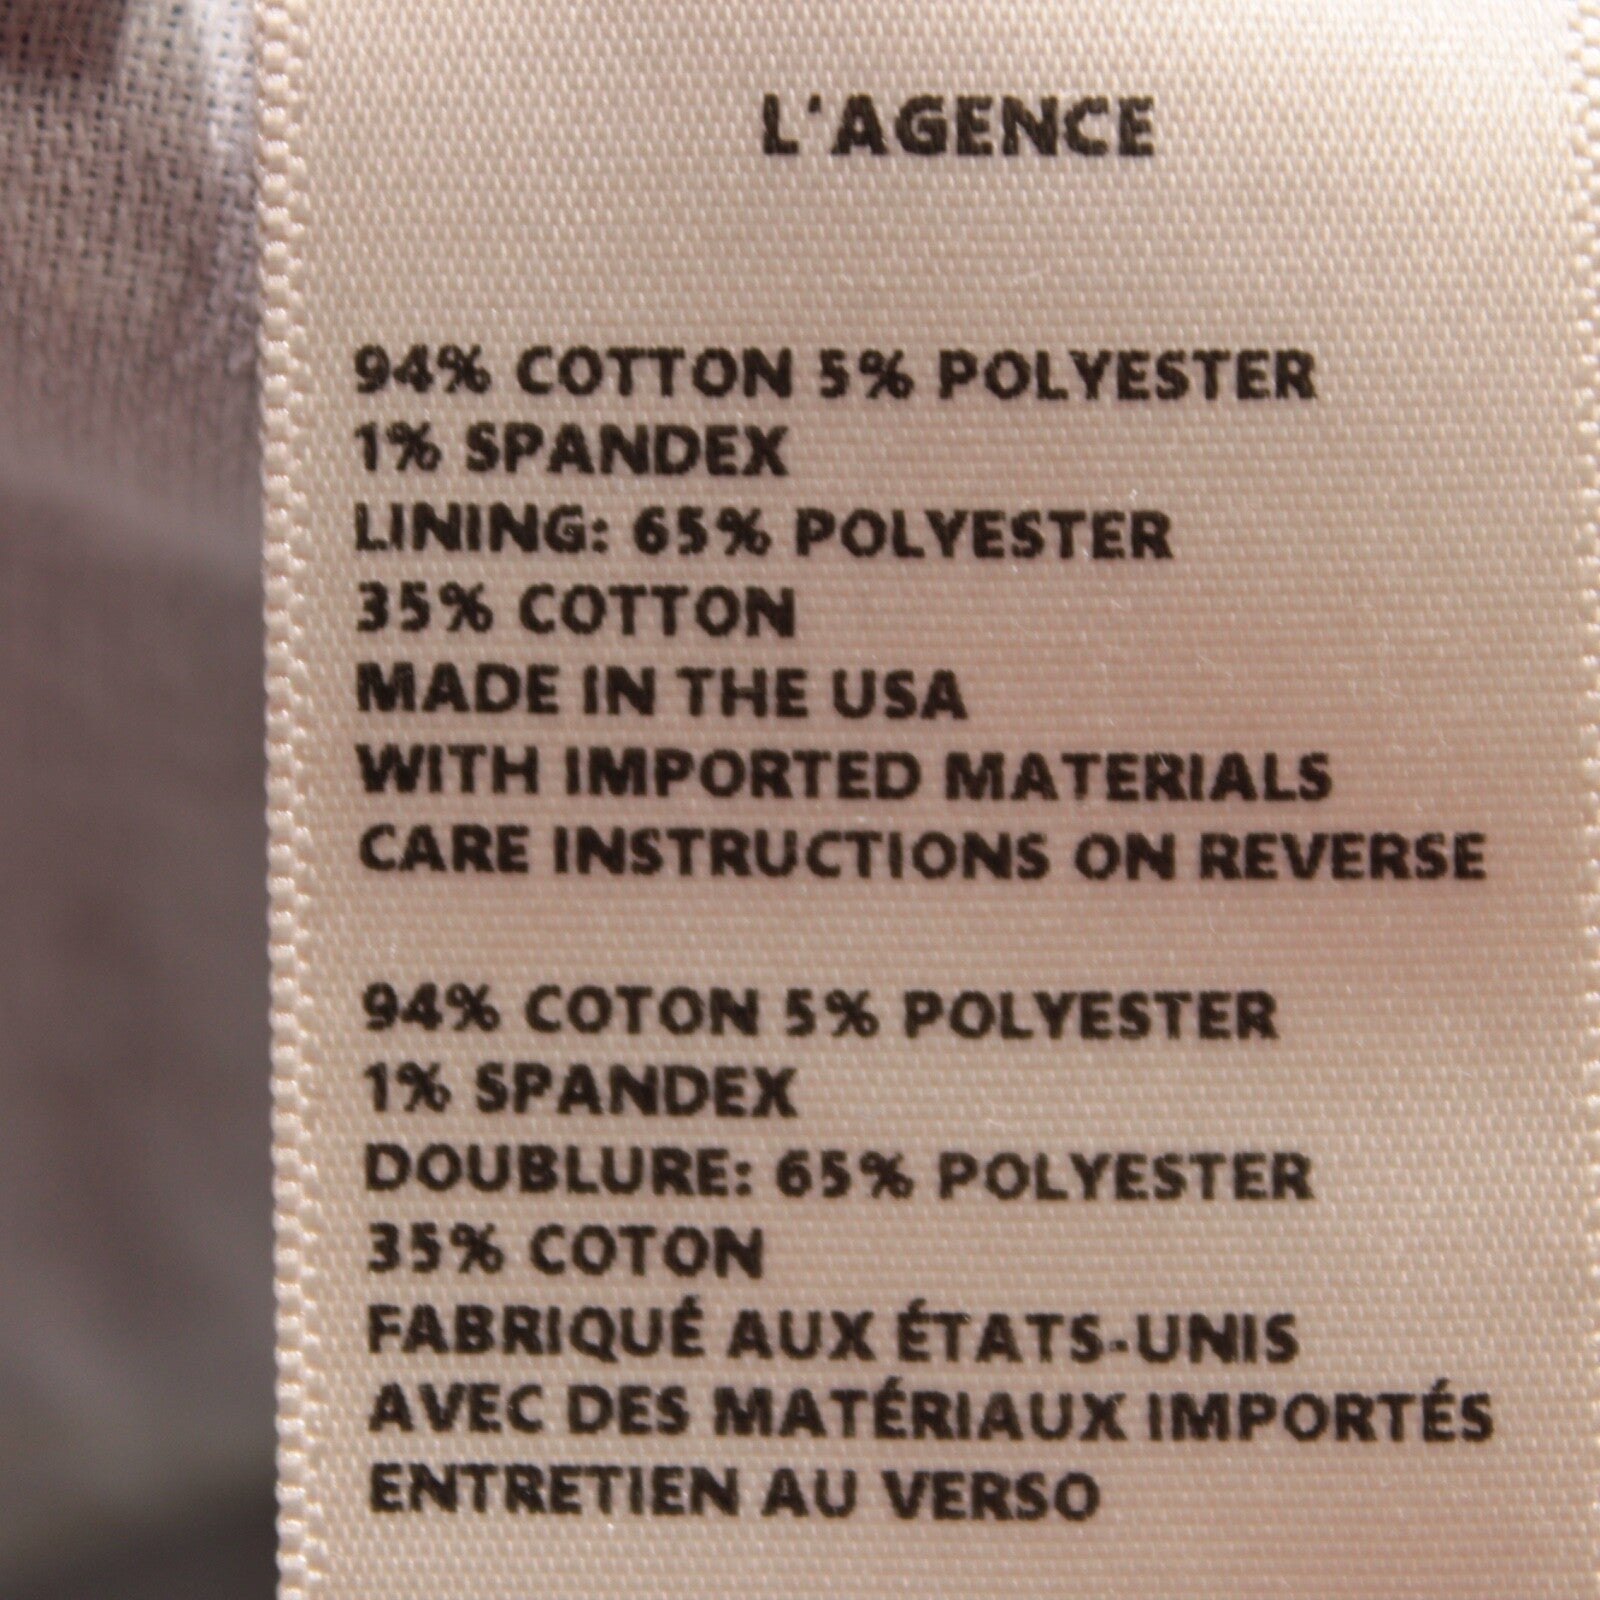 L'AGENCE
94% COTTON 5% POLYESTER
1% SPANDEX
LINING: 65% POLYESTER
35% COTTON
MADE IN THE USA
WITH IMPORTED MATERIALS
CARE INSTRUCTIONS ON REVERSE
94% COTON 5% POLYESTER
1% SPANDEX
DOUBLURE: 65% POLYESTER
35% COTON
FABRIQUÉ AUX ÉTATS-UNIS
AVEC DES MATÉRIAUX IMPORTÉS
ENTRETIEN AU VERSO